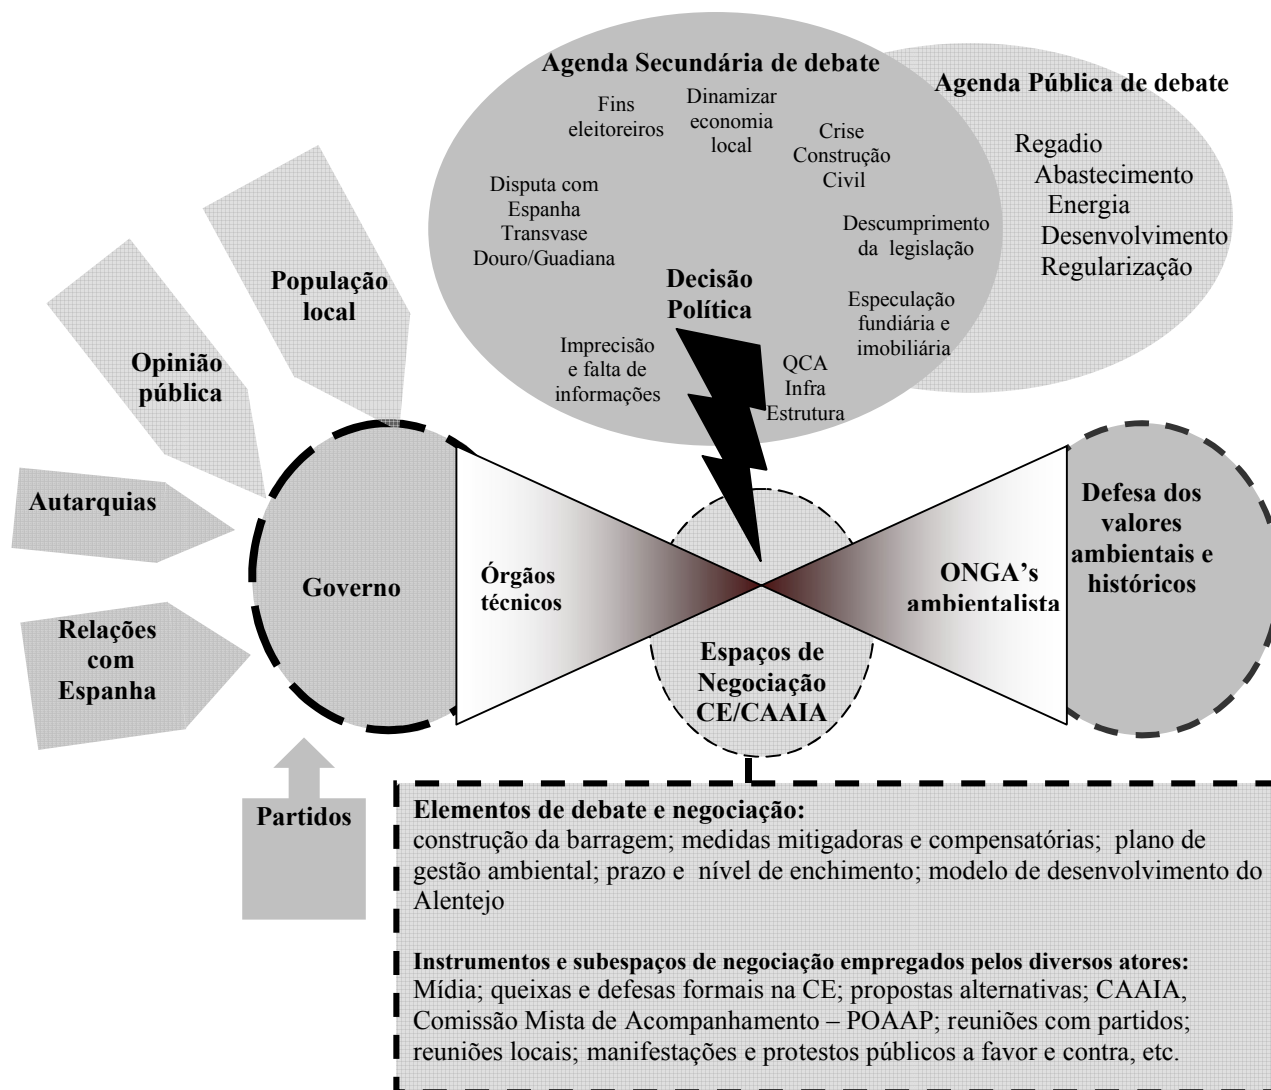 Agenda Secundária de debate
Fins
eleitoreiros
Dinamizar
economia
local
Crise
Construção
Civil
Disputa com
Espanha
Transvase
Douro/Guadiana
Descumprimento
da legislação
Decisão
Política
Especulação
fundiária e
imobiliária
Imprecisão
e falta de
informações
QCA
Infra
Estrutura
Agenda Pública de debate
Regadio
Abastecimento
Energia
Desenvolvimento
Regularização
População
local
Opinião
pública
Autarquias
Relações
com
Espanha
Partidos
Governo
Órgãos
técnicos
Espaços de
Negociação
CE/CAAIA
ONGA’s
ambientalista
Defesa dos
valores
ambientais e
históricos
Elementos de debate e negociação:
construção da barragem; medidas mitigadoras e compensatórias; plano de
gestão ambiental; prazo e nível de enchimento; modelo de desenvolvimento do
Alentejo
Instrumentos e subespaços de negociação empregados pelos diversos atores:
Mídia; queixas e defesas formais na CE; propostas alternativas; CAAIA,
Comissão Mista de Acompanhamento – POAAP; reuniões com partidos;
reuniões locais; manifestações e protestos públicos a favor e contra, etc.